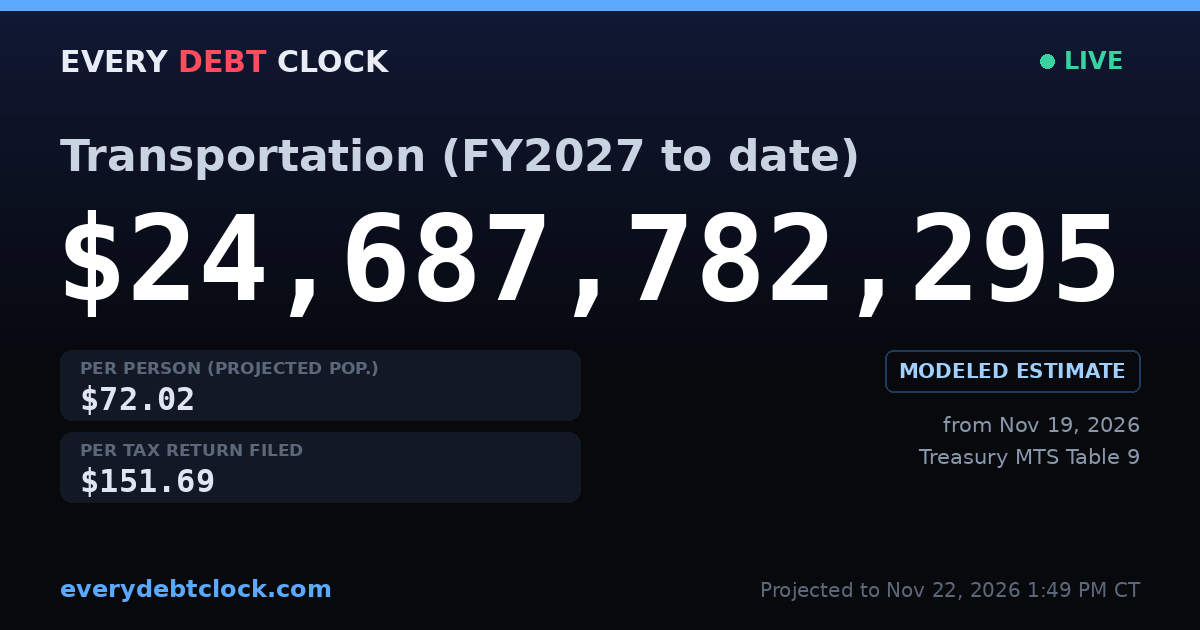 EVERY DEBT CLOCK
LIVE
Transportation (FY2027 to date)
$24,687,782,295
PER PERSON (PROJECTED POP.)
$72.02
PER TAX RETURN FILED
$151.69
MODELED ESTIMATE
from Nov 19, 2026
Treasury MTS Table 9
everydebtclock.com
Projected to Nov 22, 2026 1:49 PM CT